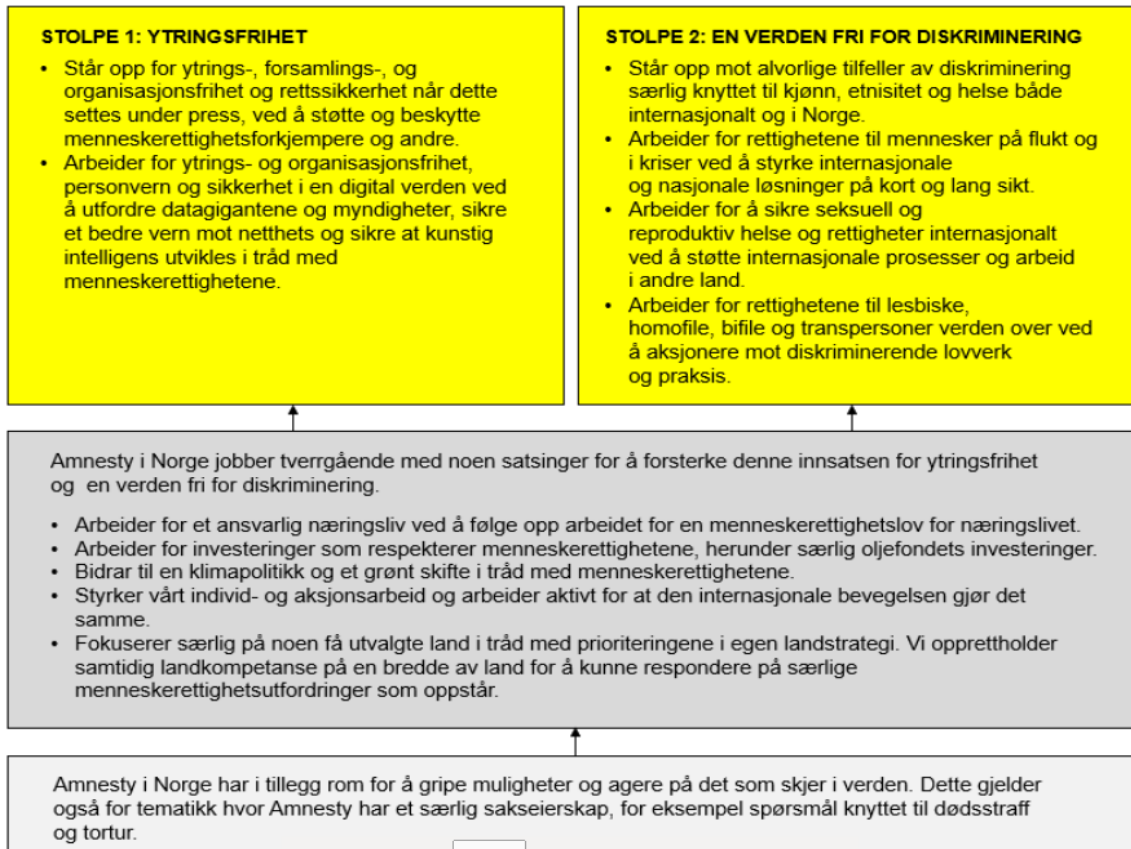 STOLPE 1: YTRINGSFRIHET
• Står opp for ytrings-, forsamlings-, og
organisasjonsfrihet og rettssikkerhet når dette
settes under press, ved å støtte og beskytte
menneskerettighetsforkjempere og andre.
• Arbeider for ytrings- og organisasjonsfrihet,
personvern og sikkerhet i en digital verden ved
å utfordre datagigantene og myndigheter, sikre
et bedre vern mot netthets og sikre at kunstig
intelligens utvikles i tråd med
menneskerettighetene.
STOLPE 2: EN VERDEN FRI FOR DISKRIMINERING
• Står opp mot alvorlige tilfeller av diskriminering
særlig knyttet til kjønn, etnisitet og helse både
internasjonalt og i Norge.
• Arbeider for rettighetene til mennesker på flukt og
i kriser ved å styrke internasjonale
og nasjonale løsninger på kort og lang sikt.
• Arbeider for å sikre seksuell og
reproduktiv helse og rettigheter internasjonalt
ved å støtte internasjonale prosesser og arbeid
i andre land.
• Arbeider for rettighetene til lesbiske,
homofile, bifile og transpersoner verden over ved
å aksjonere mot diskriminerende lovverk
og praksis.
Amnesty i Norge jobber tverrgående med noen satsinger for å forsterke denne innsatsen for ytringsfrihet
og en verden fri for diskriminering.
• Arbeider for et ansvarlig næringsliv ved å følge opp arbeidet for en menneskerettighetslov for næringslivet.
• Arbeider for investeringer som respekterer menneskerettighetene, herunder særlig oljefondets investeringer.
• Bidrar til en klimapolitikk og et grønt skifte i tråd med menneskerettighetene.
• Styrker vårt individ- og aksjonsarbeid og arbeider aktivt for at den internasjonale bevegelsen gjør det
samme.
• Fokuserer særlig på noen få utvalgte land i tråd med prioriteringene i egen landstrategi. Vi opprettholder
samtidig landkompetanse på en bredde av land for å kunne respondere på særlige
menneskerettighetsutfordringer som oppstår.
Amnesty i Norge har i tillegg rom for å gripe muligheter og agere på det som skjer i verden. Dette gjelder
også for tematikk hvor Amnesty har et særlig sakseierskap, for eksempel spørsmål knyttet til dødsstraff
og tortur.